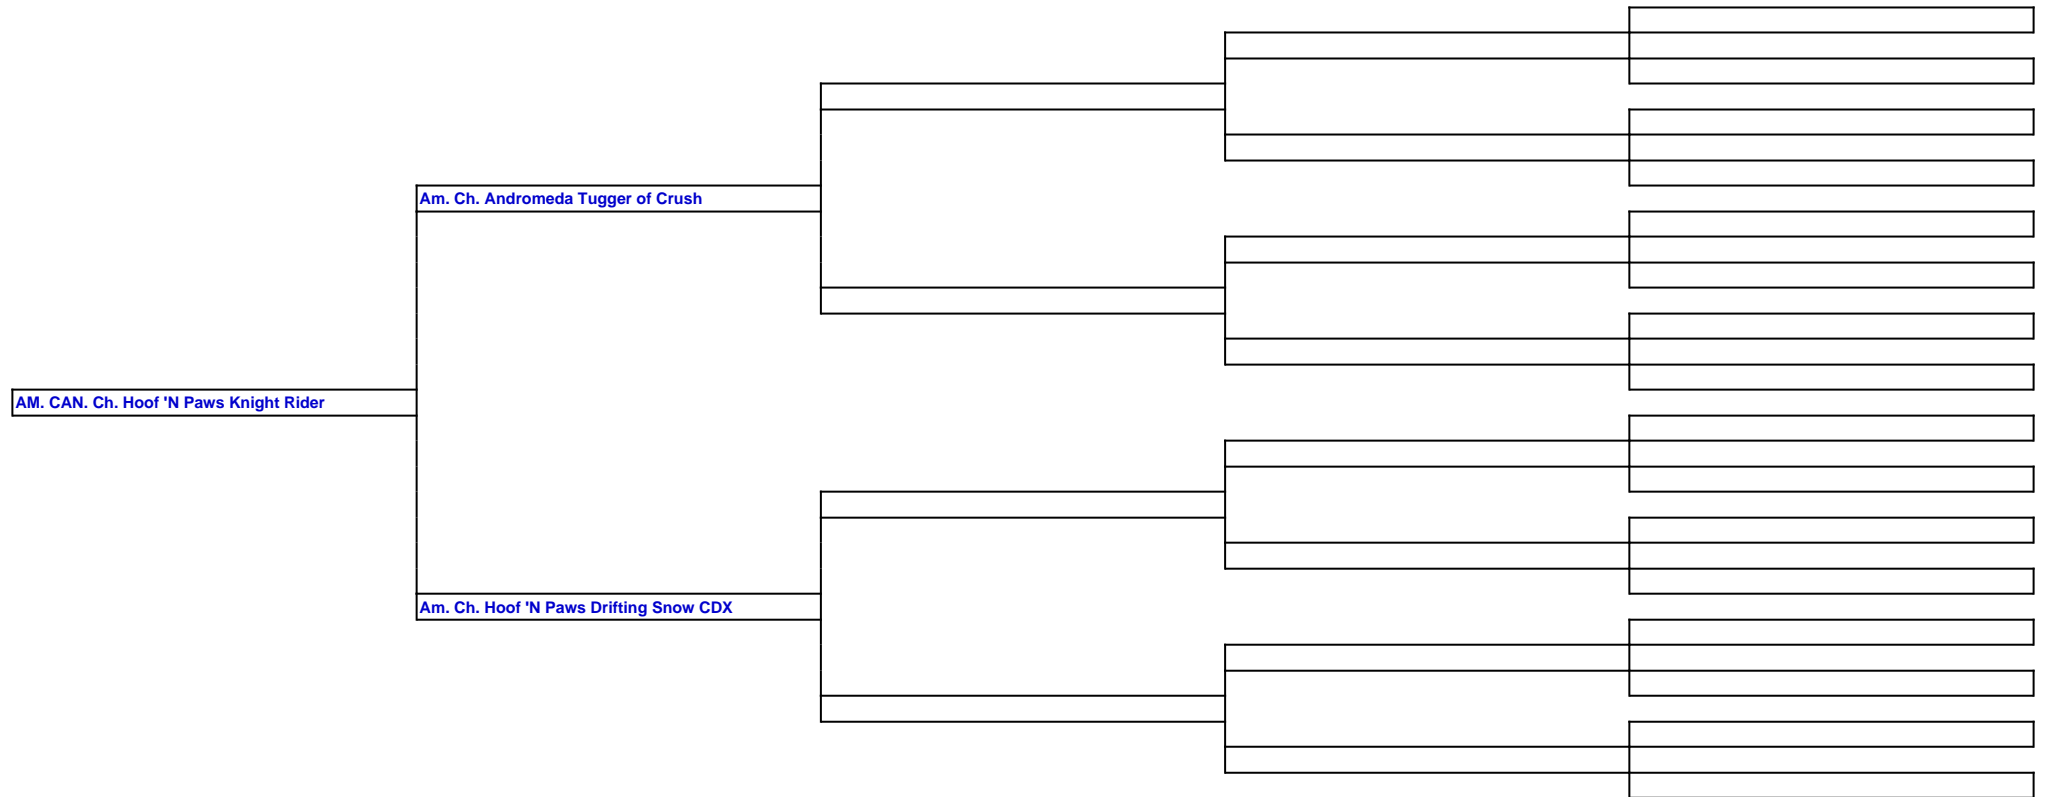 Am. Ch. Andromeda Tugger of Crush
AM. CAN. Ch. Hoof 'N Paws Knight Rider
Am. Ch. Hoof 'N Paws Drifting Snow CDX